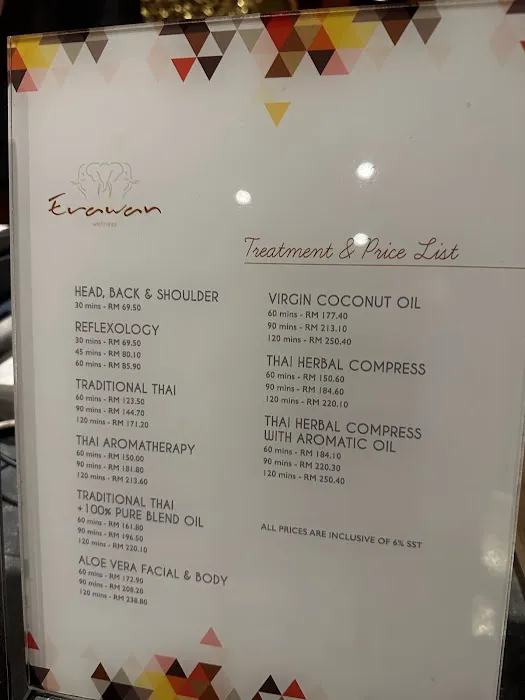 Erawan
wellness
Treatment & Price List
HEAD, BACK & SHOULDER
30 mins - RM 69.50
REFLEXOLOGY
30 mins - RM 69.50
45 mins - RM 80.10
60 mins - RM 85.90
TRADITIONAL THAI
60 mins - RM 123.50
90 mins - RM 144.70
120 mins - RM 171.20
THAI AROMATHERAPY
60 mins - RM 150.00
90 mins - RM 181.80
120 mins - RM 213.60
TRADITIONAL THAI
+100% PURE BLEND OIL
60 mins - RM 161.80
90 mins - RM 196.50
120 mins - RM 220.10
ALOE VERA FACIAL & BODY
60 mins - RM 172.90
90 mins - RM 208.20
120 mins - RM 238.80
VIRGIN COCONUT OIL
60 mins - RM 177.40
90 mins - RM 213.10
120 mins - RM 250.40
THAI HERBAL COMPRESS
60 mins - RM 150.60
90 mins - RM 184.60
120 mins - RM 220.10
THAI HERBAL COMPRESS
WITH AROMATIC OIL
60 mins - RM 184.10
90 mins - RM 220.30
120 mins - RM 250.40
ALL PRICES ARE INCLUSIVE OF 6% SST